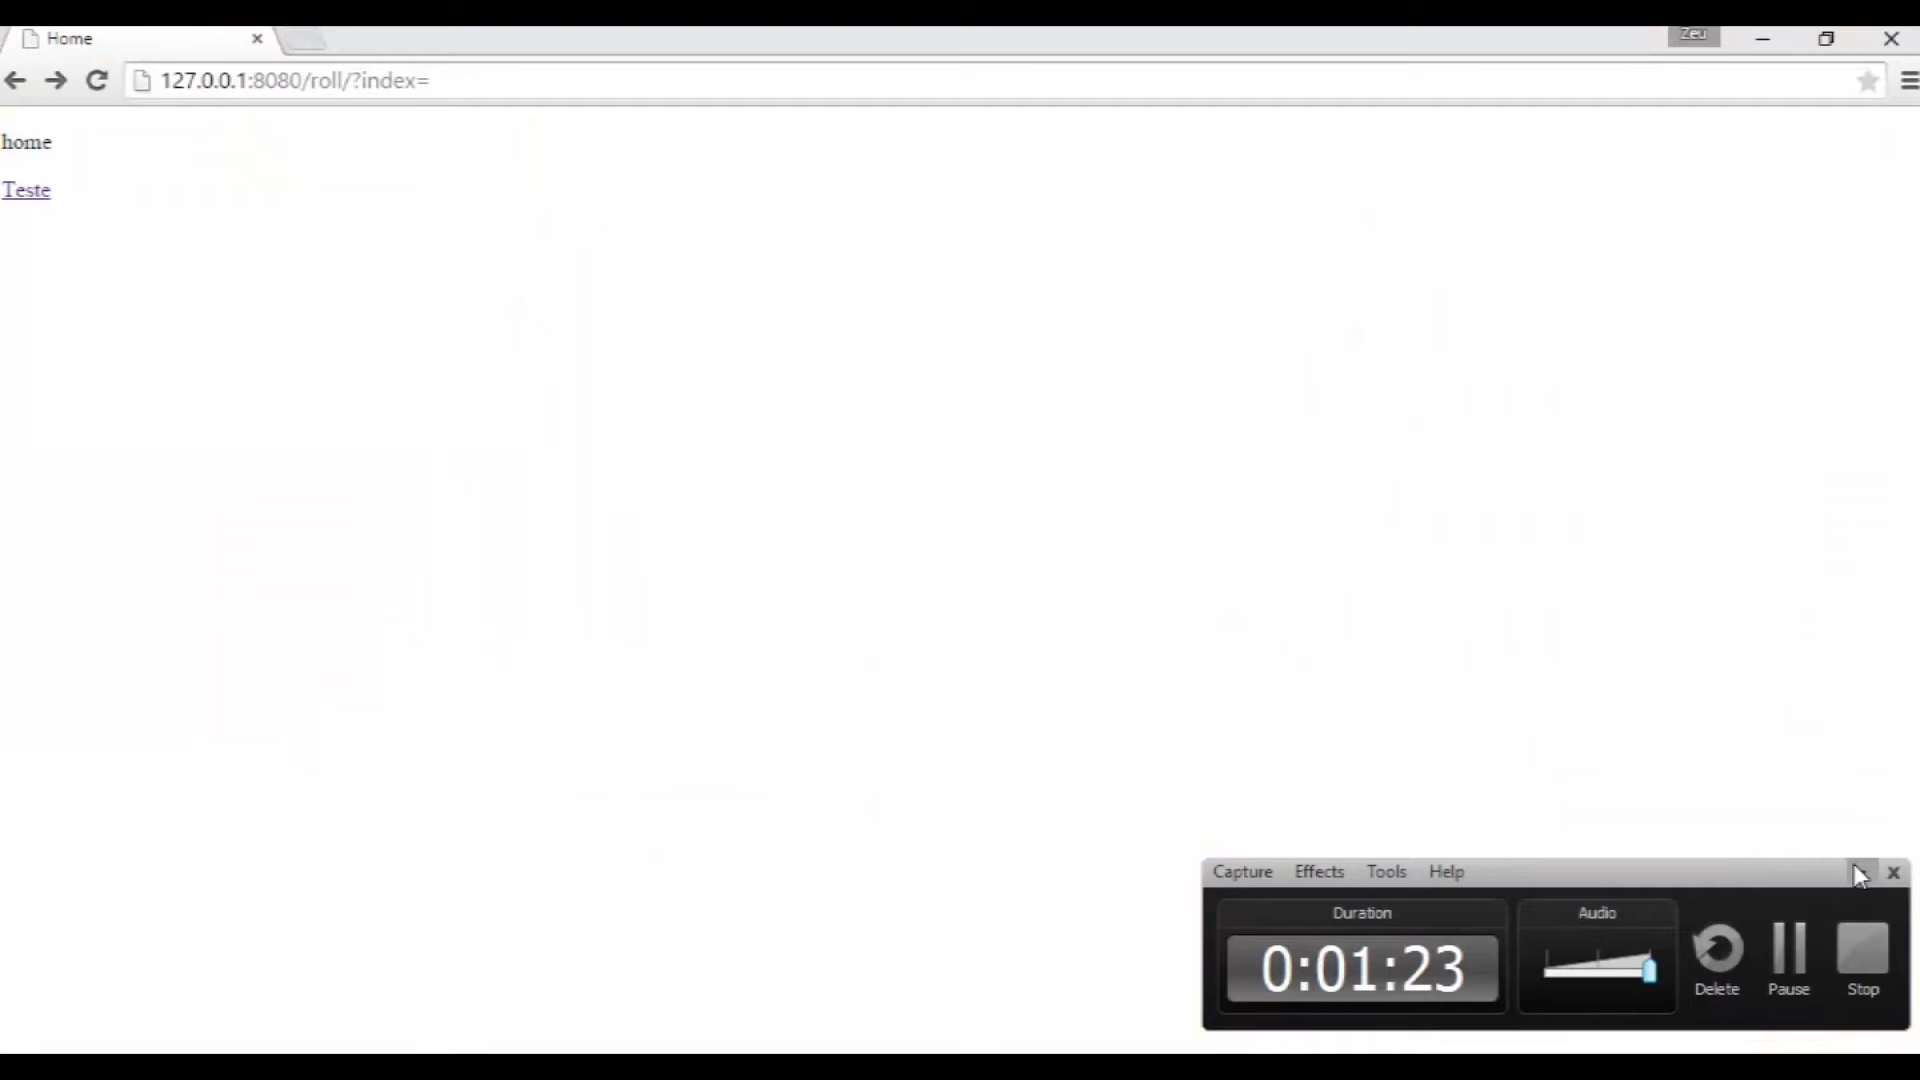 Home
Zeu
127.0.0.1:8080/roll/?index=
home
Teste
Capture Effects Tools Help
Duration
Audio
0:01:23
Delete Pause Stop